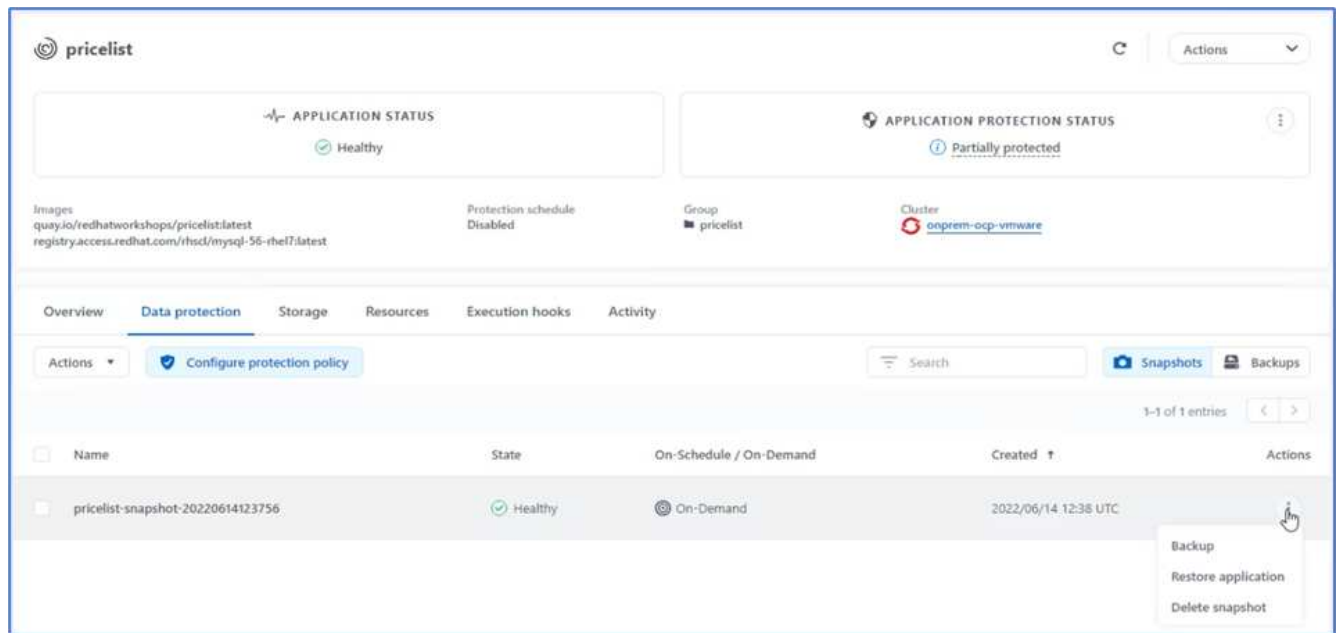 pricelist
Actions
APPLICATION STATUS
Healthy
APPLICATION PROTECTION STATUS
Partially protected
Images
quay.io/redhatworkshops/pricelist:latest
registry.access.redhat.com/rhscl/mysql-56-rhel7:latest
Protection schedule
Disabled
Group
pricelist
Cluster
onprem-ocp-vmware
Overview Data protection Storage Resources Execution hooks Activity
Actions Configure protection policy Search Snapshots Backups
1–1 of 1 entries
Name State On-Schedule / On-Demand Created ↑ Actions
pricelist-snapshot-20220614123756 Healthy On-Demand 2022/06/14 12:38 UTC
Backup
Restore application
Delete snapshot